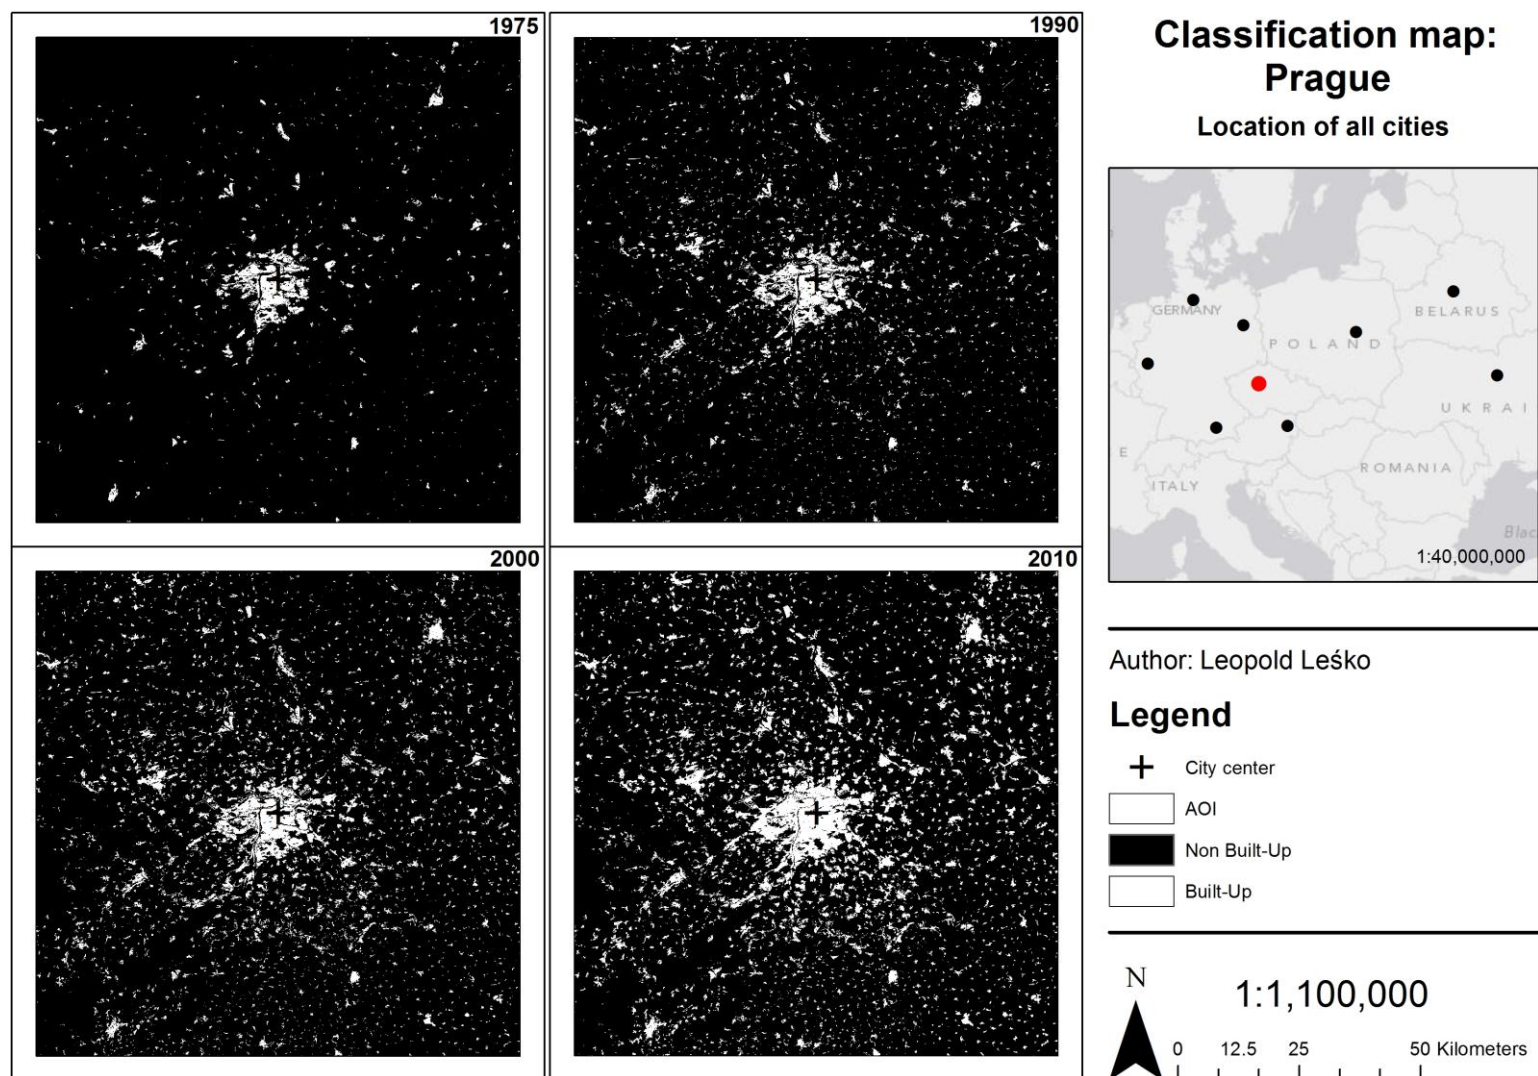 1975
1990
2000
2010
Classification map:
Prague
Location of all cities
GERMANY
POLAND
BELARUS
UKRAI
E
ROMANIA
ITALY
Blac
1:40,000,000
Author: Leopold Leśko
Legend
City center
AOI
Non Built-Up
Built-Up
N
1:1,100,000
0 12.5 25 50 Kilometers